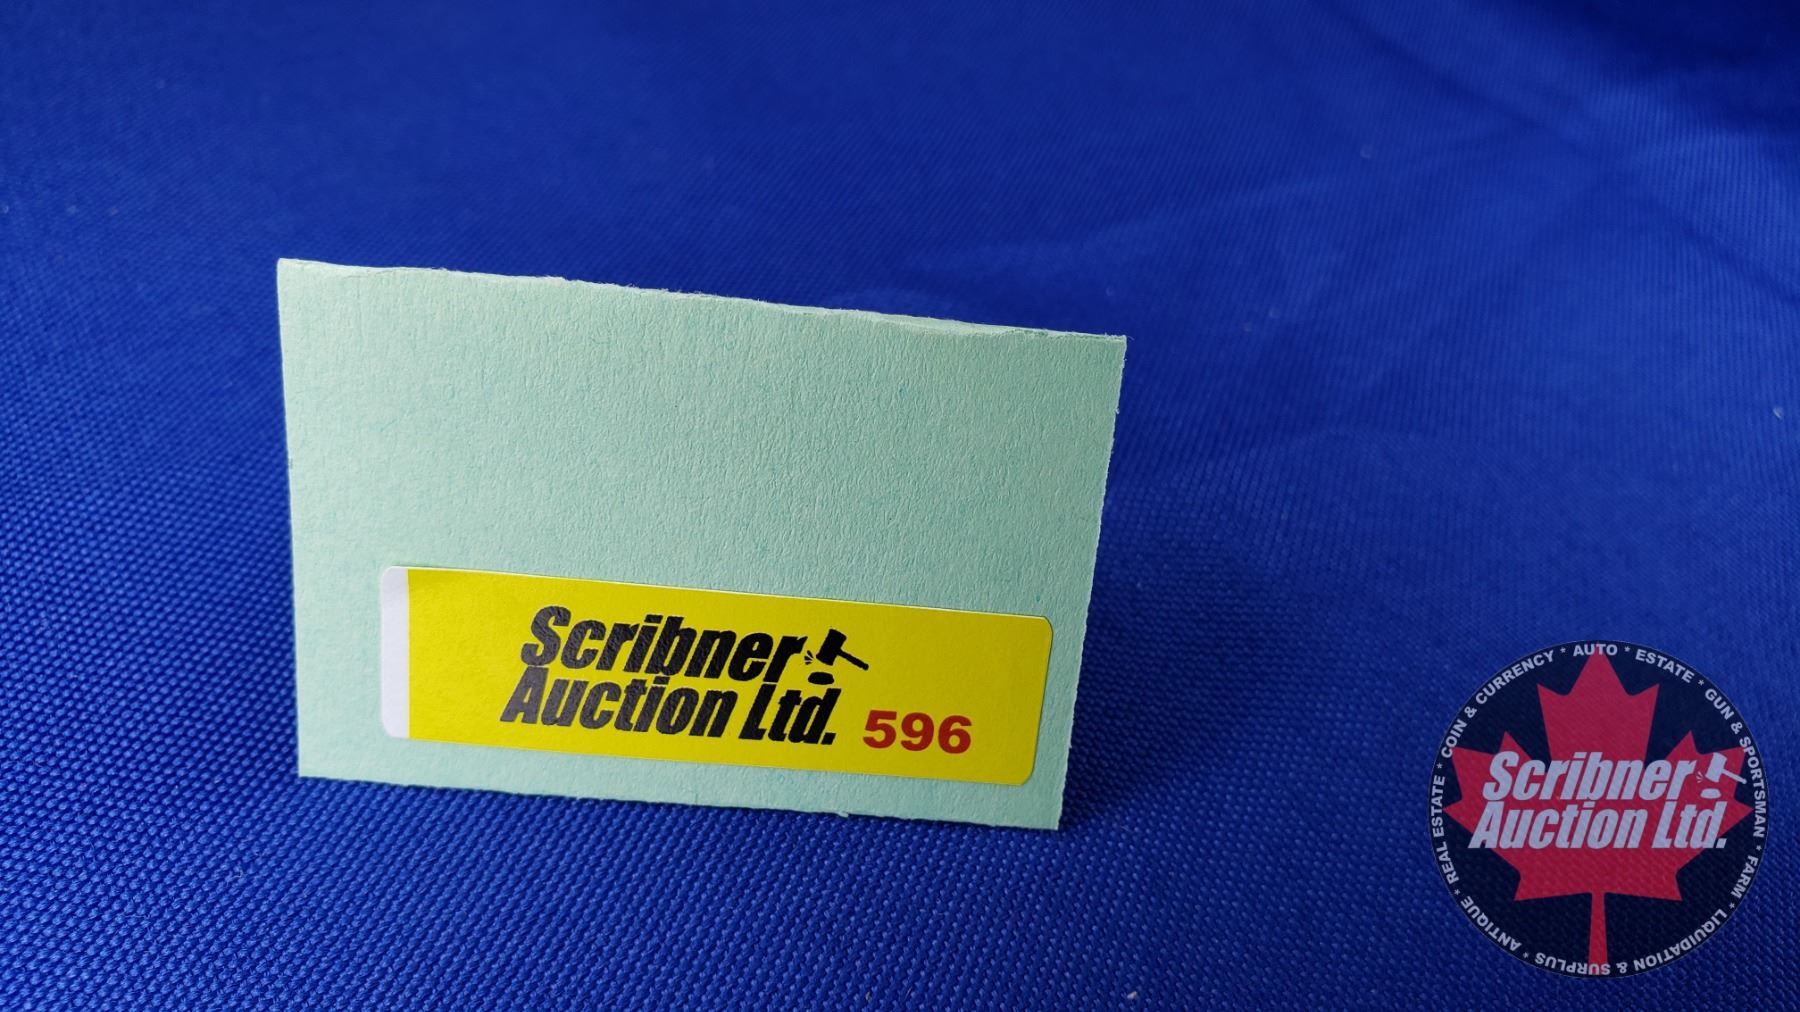 Scribner
Auction Ltd. 596
COIN & CURRENCY * AUTO * ESTATE * GUN & SPORTSMAN * FARM * LIQUIDATION & SURPLUS * ANTIQUE * REAL ESTATE *
Scribner
Auction Ltd.